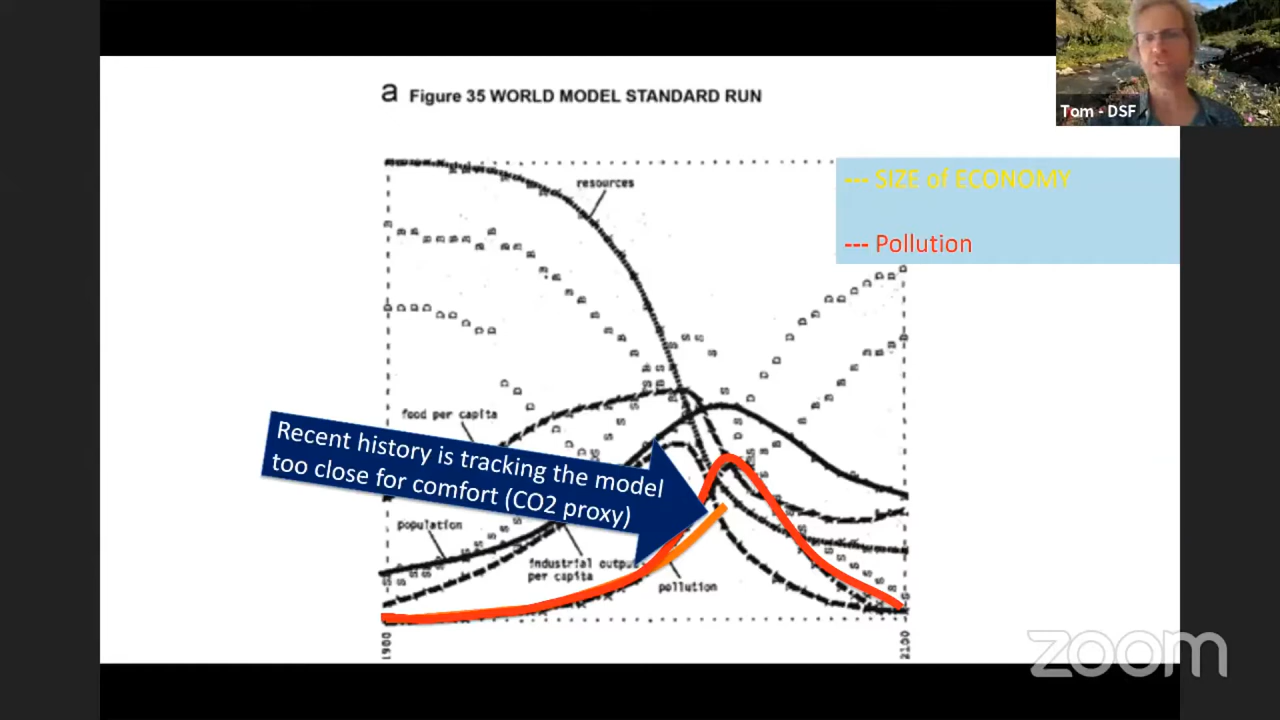 a Figure 35 WORLD MODEL STANDARD RUN
Tom - DSF
--- SIZE of ECONOMY
--- Pollution
resources
food per capita
Recent history is tracking the model
too close for comfort (CO2 proxy)
population
industrial outpu
per capita
pollution
1900
2100
zoom